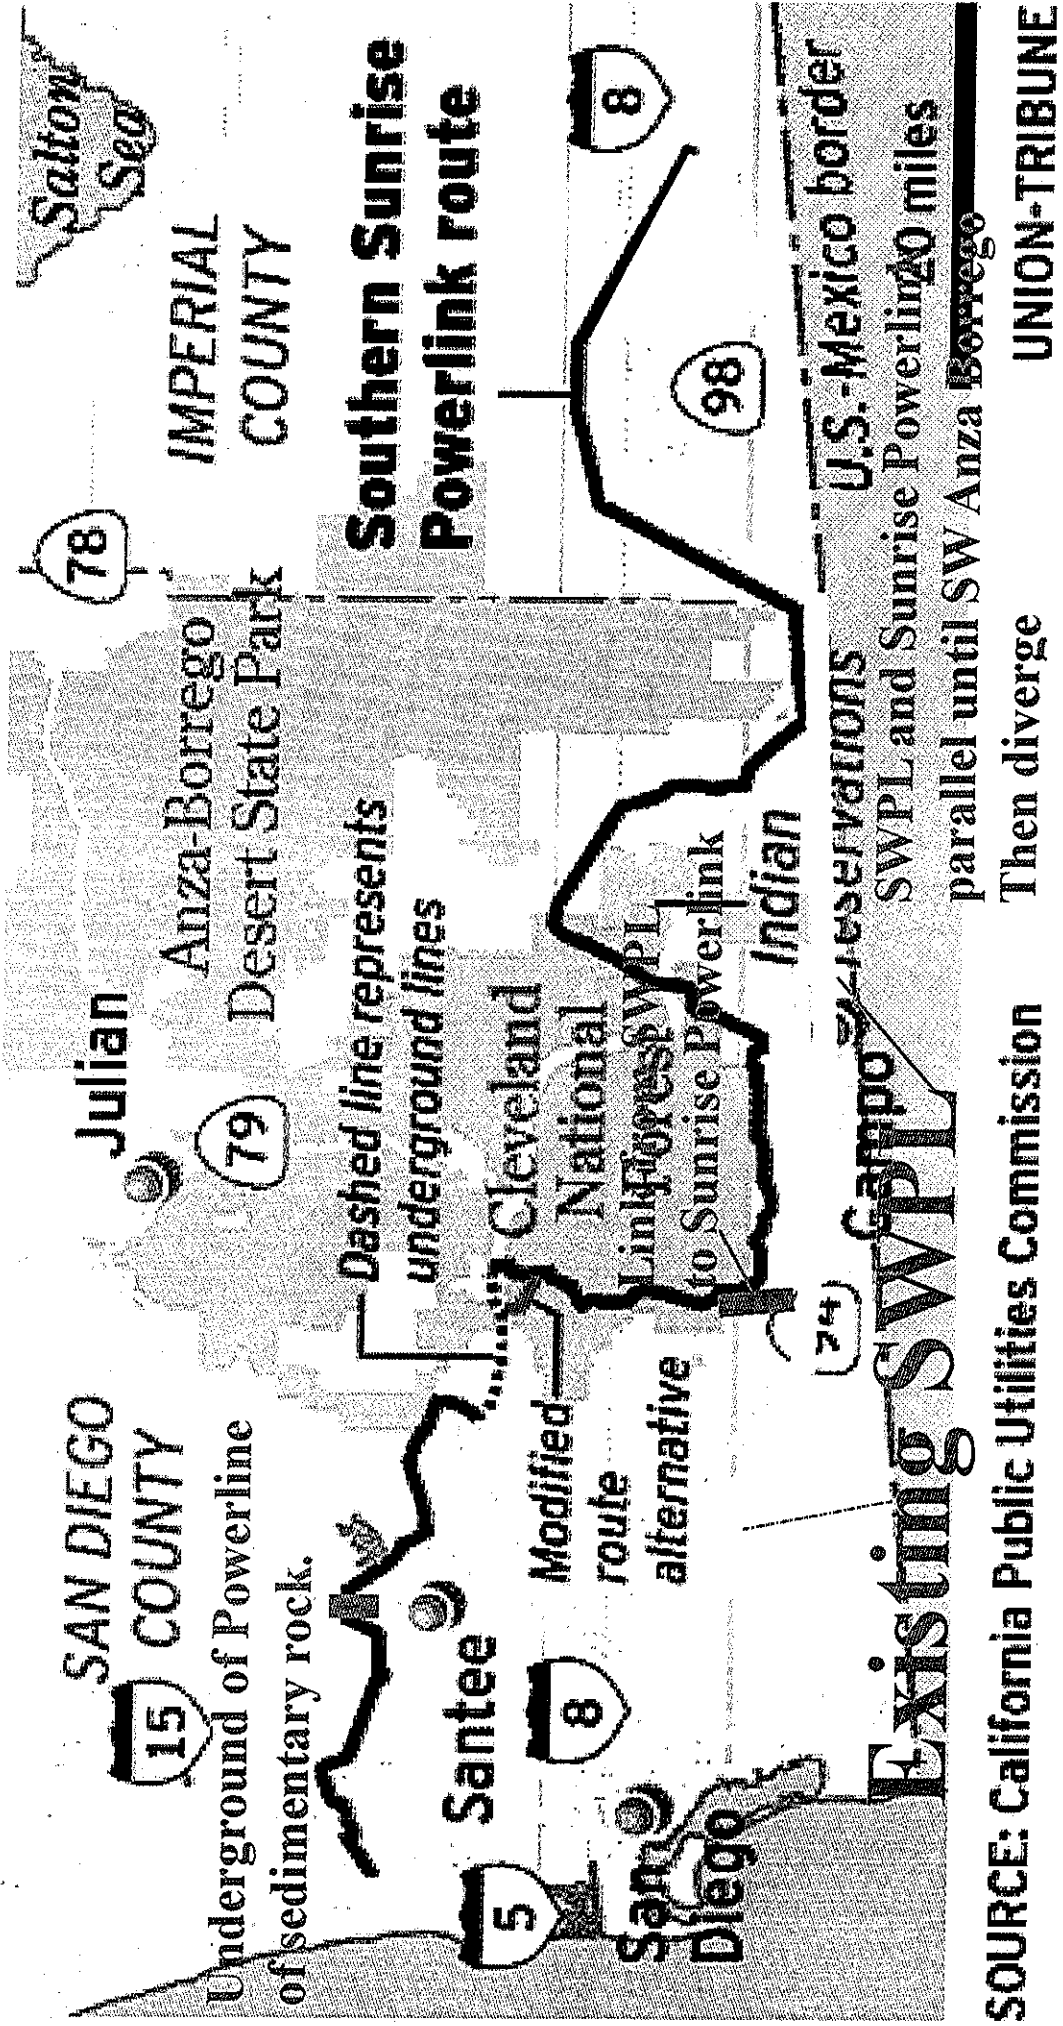 Salton
Sea
IMPERIAL
COUNTY
78
Southern Sunrise
Powerlink route
8
98
U.S.-Mexico border
20 miles
SWPL and Sunrise Powerlink
parallel until SW Anza Borrego
Then diverge
UNION-TRIBUNE
Julian
79
Anza-Borrego
Desert State Park
Dashed line represents
underground lines
Cleveland
National
Forest
Link from SWPL
to Sunrise Powerlink
Indian
reservations
Campo
SAN DIEGO
COUNTY
15
Underground of Powerline
of sedimentary rock.
Santee
Modified
route
alternative
8
5
San
Diego
Existing SWPL
SOURCE: California Public Utilities Commission